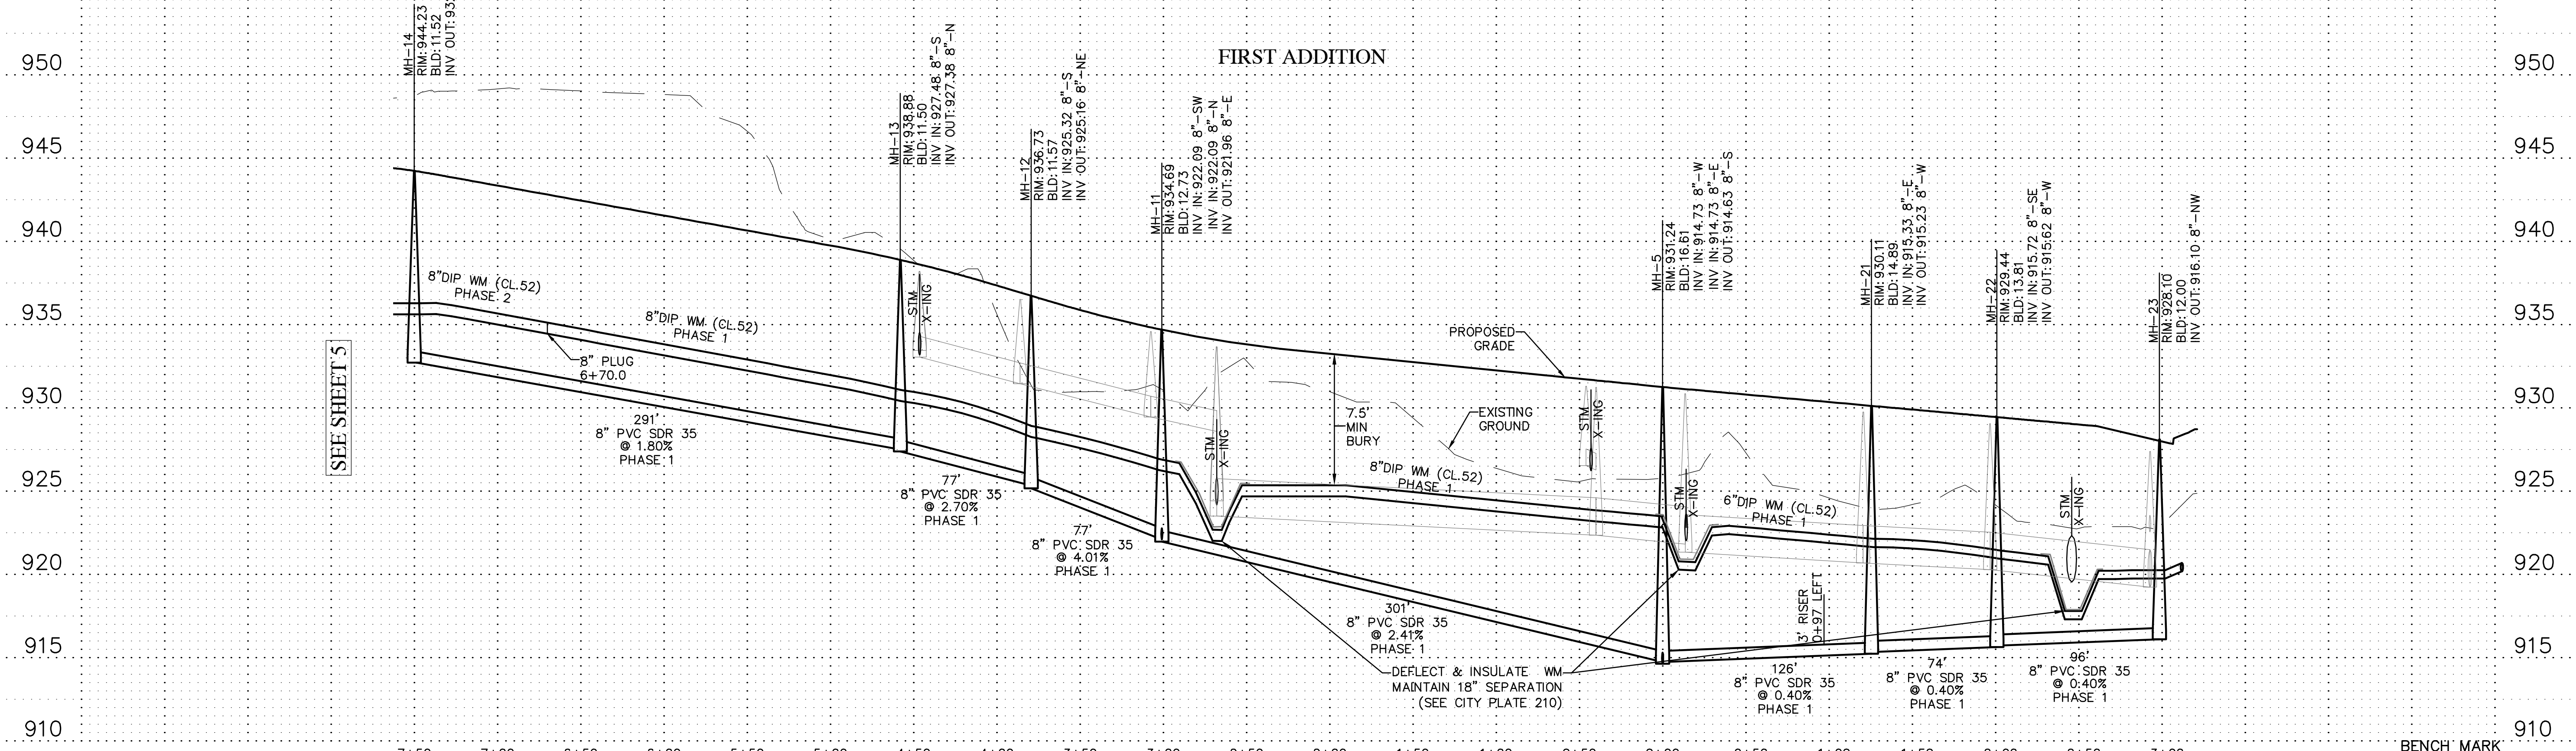 FIRST ADDITION
950
945
940
935
930
925
920
915
910
950
945
940
935
930
925
920
915
910
SEE SHEET 5
MH-14
RIM: 944.23
BLD: 11.52
MH-13
RIM: 938.88
BLD: 11.50
INV IN: 927.48 8"-S
INV OUT: 927.38 8"-N
MH-12
RIM: 936.73
BLD: 11.57
INV IN: 925.32 8"-S
INV OUT: 925.16 8"-NE
MH-11
RIM: 934.69
BLD: 12.73
INV IN: 922.09 8"-SW
INV IN: 922.09 8"-N
INV OUT: 921.96 8"-E
MH-5
RIM: 931.24
BLD: 16.61
INV IN: 914.73 8"-W
INV IN: 914.73 8"-E
INV OUT: 914.63 8"-S
MH-21
RIM: 930.11
BLD: 14.89
INV IN: 915.33 8"-E
INV OUT: 915.23 8"-W
MH-22
RIM: 929.44
BLD: 13.81
INV IN: 915.72 8"-SE
INV OUT: 915.62 8"-W
MH-23
RIM: 928.10
BLD: 12.00
INV OUT: 916.10 8"-NW
8"DIP WM (CL.52)
PHASE 2
8"DIP WM (CL.52)
PHASE 1
8" PLUG
6+70.0
STM
X-ING
STM
X-ING
STM
X-ING
STM
X-ING
STM
X-ING
PROPOSED
GRADE
7.5'
MIN
BURY
EXISTING
GROUND
8"DIP WM (CL.52)
PHASE 1
6"DIP WM (CL.52)
PHASE 1
291'
8" PVC SDR 35
@ 1.80%
PHASE 1
77'
8" PVC SDR 35
@ 2.70%
PHASE 1
77'
8" PVC SDR 35
@ 4.01%
PHASE 1
301'
8" PVC SDR 35
@ 2.41%
PHASE 1
3' RISER
0+97 LEFT
DEFLECT & INSULATE WM
MAINTAIN 18" SEPARATION
(SEE CITY PLATE 210)
126'
8" PVC SDR 35
@ 0.40%
PHASE 1
74'
8" PVC SDR 35
@ 0.40%
PHASE 1
96'
8" PVC SDR 35
@ 0.40%
PHASE 1
BENCH MARK